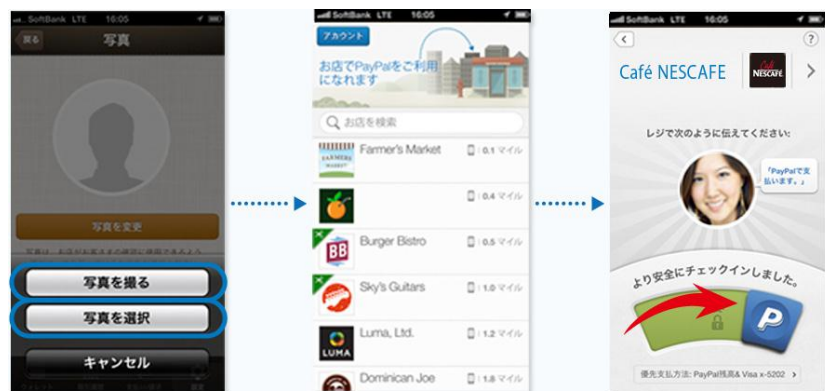 SoftBank LTE 16:05
戻る
写真
写真を変更
写真を撮る
写真を選択
キャンセル
SoftBank LTE 16:05
アカウント
お店でPayPalをご利用
になれます
お店を検索
FARMERS
MARKET
Farmer's Market
0.1 マイル
0.4 マイル
BB
Burger Bistro
0.5 マイル
Sky's Guitars
1.0 マイル
LUMA
Luma, Ltd.
1.2 マイル
Dominican Joe
1.8 マイル
SoftBank LTE 16:05
?
Café NESCAFE
Café
NESCAFE
レジで次のように伝えてください:
「PayPalで支
払います。」
より安全にチェックインしました。
P
優先支払方法: PayPal残高& Visa x-5202